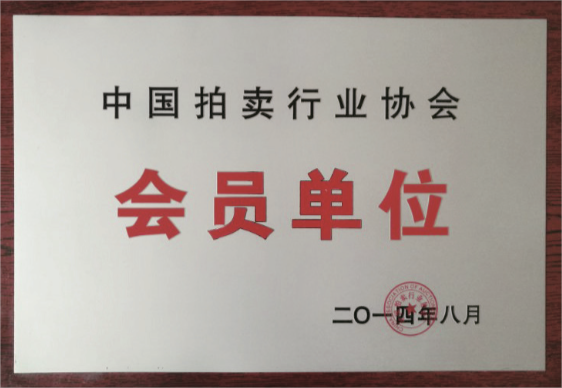 中国拍卖行业协会
会员单位
二〇一四年八月